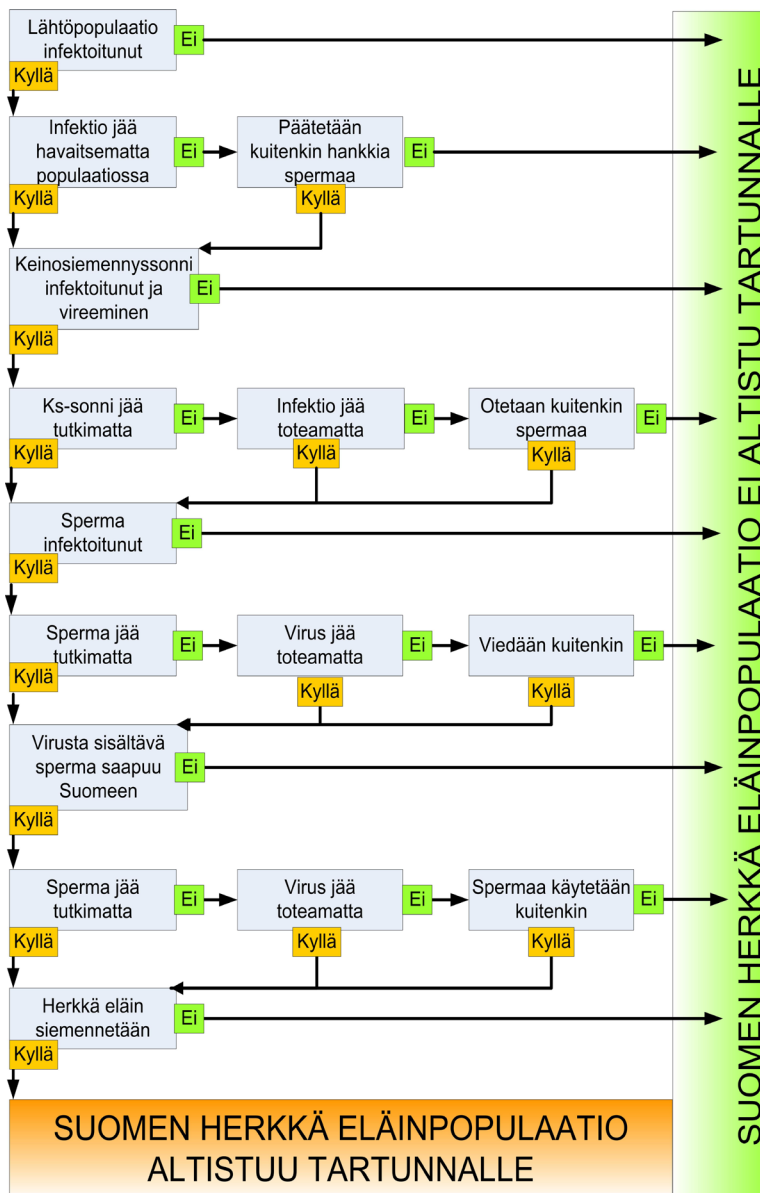 Lähtöpopulaatio
infektoitunut
Ei
Kyllä
Infektio jää
havaitsematta
populaatiossa
Ei
Kyllä
Päätetään
kuitenkin hankkia
spermaa
Ei
Kyllä
Keinosiemennyssonni
infektoitunut ja
vireeminen
Ei
Kyllä
Ks-sonni jää
tutkimatta
Ei
Kyllä
Infektio jää
toteamatta
Ei
Kyllä
Otetaan kuitenkin
spermaa
Ei
Kyllä
Sperma
infektoitunut
Ei
Kyllä
Sperma jää
tutkimatta
Ei
Kyllä
Virus jää
toteamatta
Ei
Kyllä
Viedään kuitenkin
Ei
Kyllä
Virusta sisältävä
sperma saapuu
Suomeen
Ei
Kyllä
Sperma jää
tutkimatta
Ei
Kyllä
Virus jää
toteamatta
Ei
Kyllä
Spermaa käytetään
kuitenkin
Ei
Kyllä
Herkkä eläin
siemennetään
Ei
Kyllä
SUOMEN HERKKÄ ELÄINPOPULAATIO
ALTISTUU TARTUNNALLE
SUOMEN HERKKÄ ELÄINPOPULAATIO EI ALTISTU TARTUNNALLE